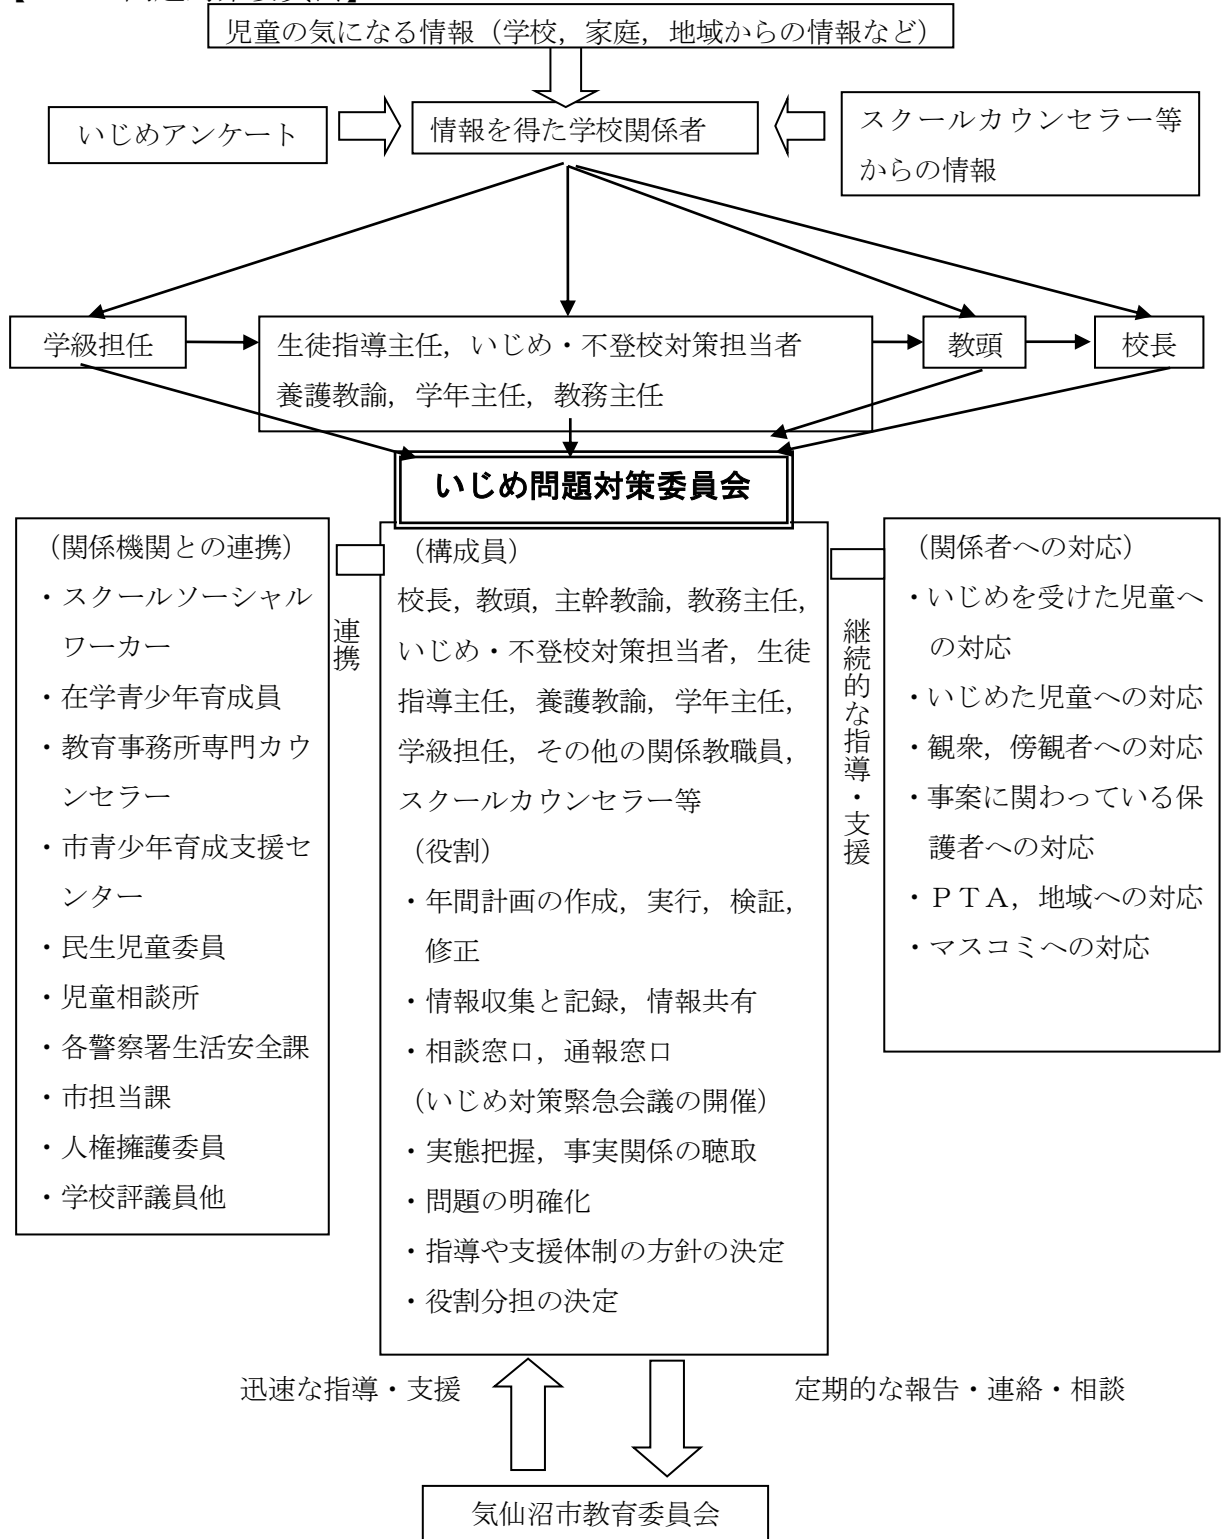 児童の気になる情報（学校，家庭，地域からの情報など）
いじめアンケート
情報を得た学校関係者
スクールカウンセラー等
からの情報
学級担任
生徒指導主任，いじめ・不登校対策担当者
養護教諭，学年主任，教務主任
教頭
校長
いじめ問題対策委員会
（関係機関との連携）
・スクールソーシャル
ワーカー
・在学青少年育成員
・教育事務所専門カウ
ンセラー
・市青少年育成支援セ
ンター
・民生児童委員
・児童相談所
・各警察署生活安全課
・市担当課
・人権擁護委員
・学校評議員他
連携
（構成員）
校長，教頭，主幹教諭，教務主任，
いじめ・不登校対策担当者，生徒
指導主任，養護教諭，学年主任，
学級担任，その他の関係教職員，
スクールカウンセラー等
（役割）
・年間計画の作成，実行，検証，
修正
・情報収集と記録，情報共有
・相談窓口，通報窓口
（いじめ対策緊急会議の開催）
・実態把握，事実関係の聴取
・問題の明確化
・指導や支援体制の方針の決定
・役割分担の決定
継続的な指導・支援
（関係者への対応）
・いじめを受けた児童へ
の対応
・いじめた児童への対応
・観衆，傍観者への対応
・事案に関わっている保
護者への対応
・ＰＴＡ，地域への対応
・マスコミへの対応
迅速な指導・支援
定期的な報告・連絡・相談
気仙沼市教育委員会